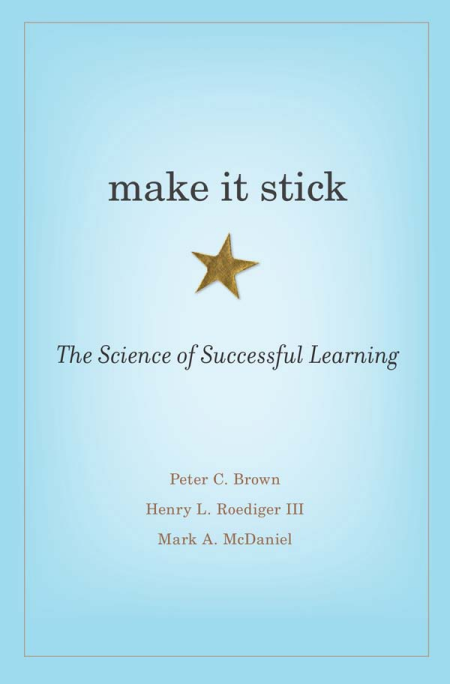 make it stick
The Science of Successful Learning
Peter C. Brown
Henry L. Roediger III
Mark A. McDaniel